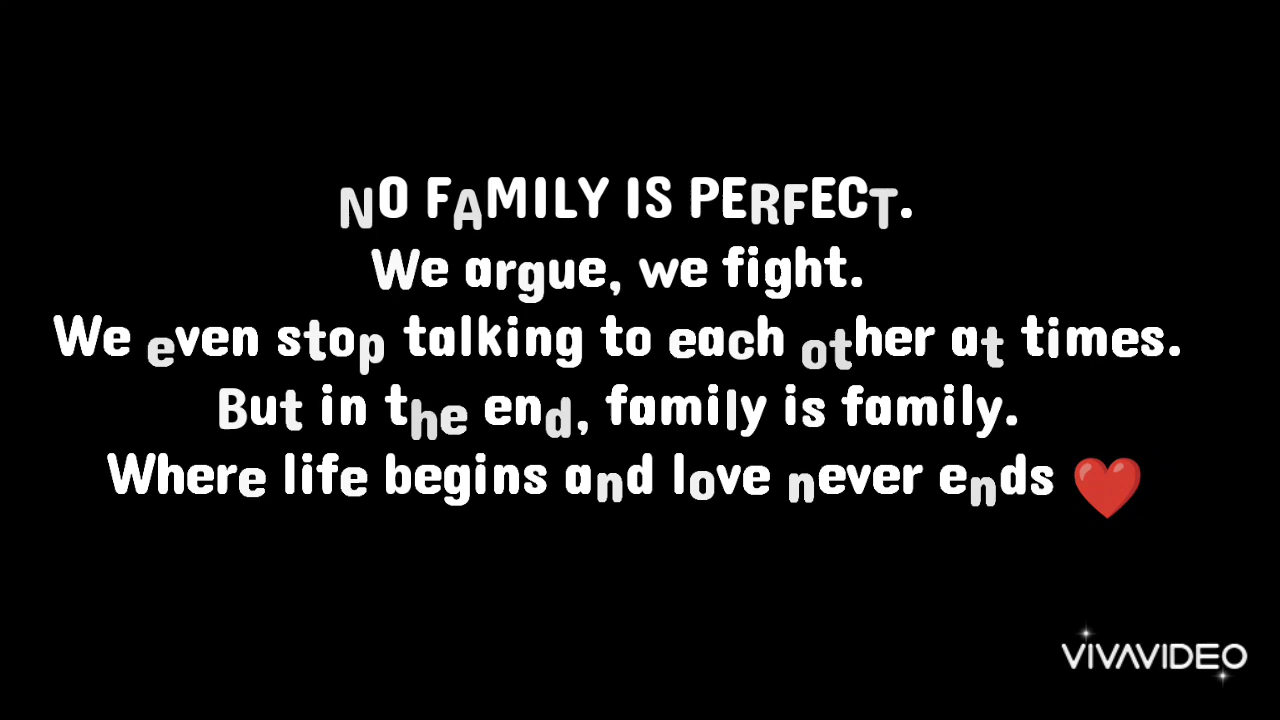 NO FAMILY IS PERFECT.
We argue, we fight.
We even stop talking to each other at times.
But in the end, family is family.
Where life begins and love never ends ❤️
VIVAVIDEO